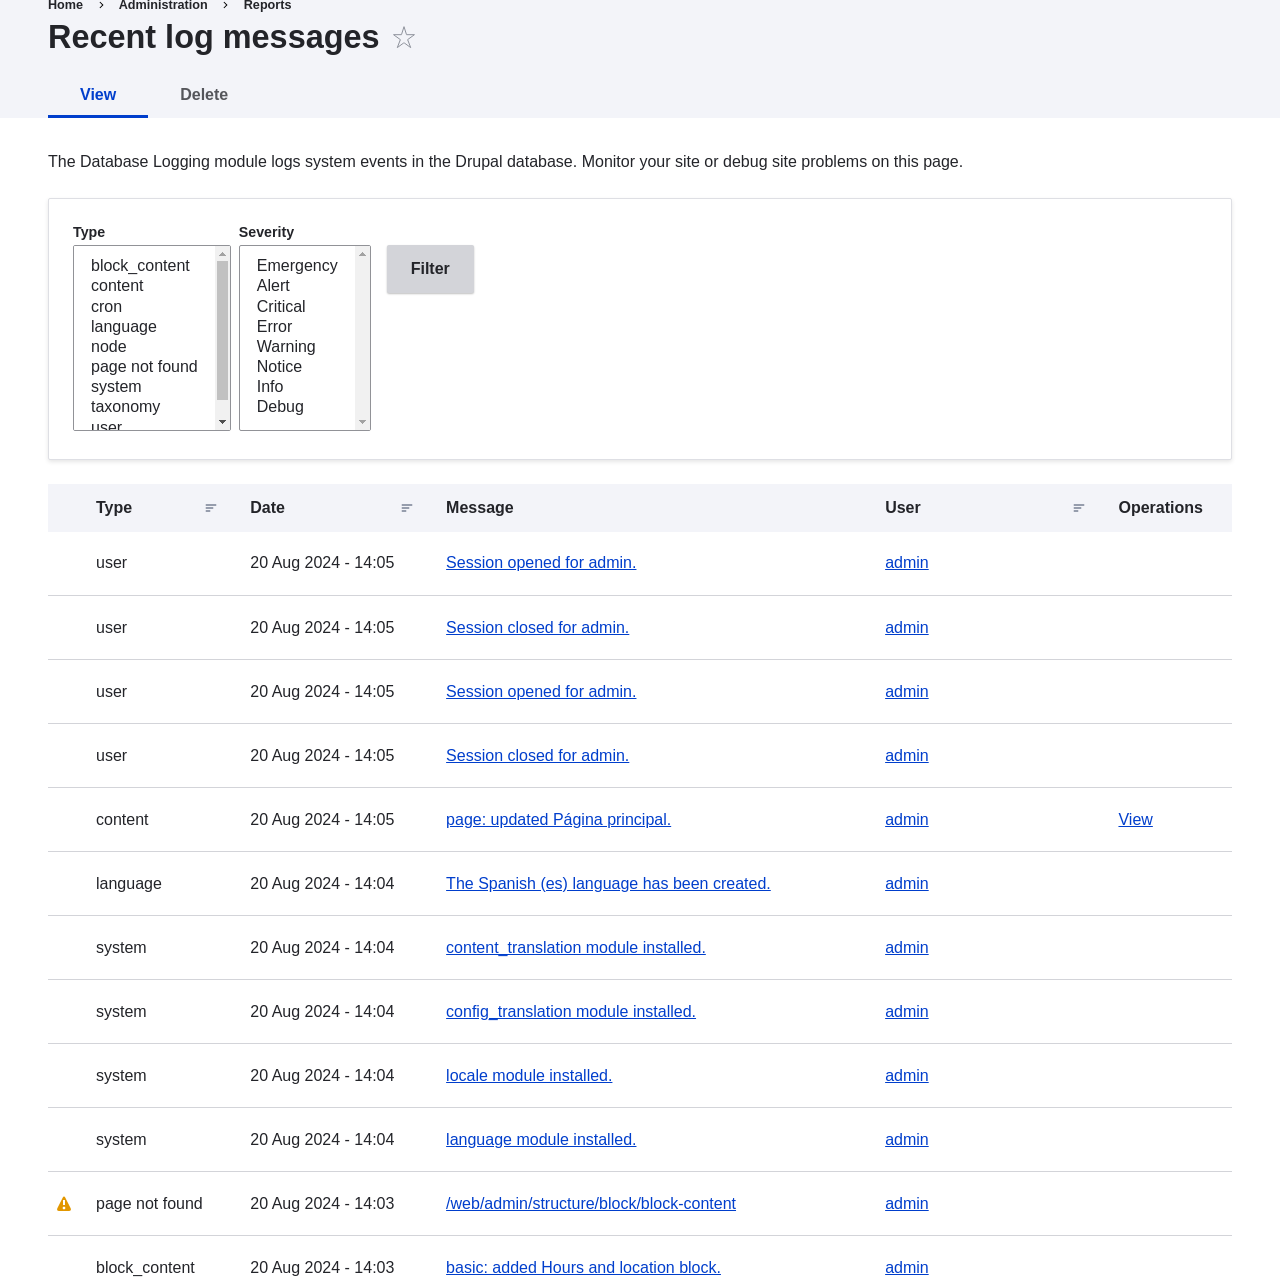 Home > Administration > Reports
Recent log messages
View Delete
The Database Logging module logs system events in the Drupal database. Monitor your site or debug site problems on this page.
Type Severity
block_content Emergency Filter
content Alert
cron Critical
language Error
node Warning
page not found Notice
system Info
taxonomy Debug
user
Type Date Message User Operations
user 20 Aug 2024 - 14:05 Session opened for admin. admin
user 20 Aug 2024 - 14:05 Session closed for admin. admin
user 20 Aug 2024 - 14:05 Session opened for admin. admin
user 20 Aug 2024 - 14:05 Session closed for admin. admin
content 20 Aug 2024 - 14:05 page: updated Página principal. admin View
language 20 Aug 2024 - 14:04 The Spanish (es) language has been created. admin
system 20 Aug 2024 - 14:04 content_translation module installed. admin
system 20 Aug 2024 - 14:04 config_translation module installed. admin
system 20 Aug 2024 - 14:04 locale module installed. admin
system 20 Aug 2024 - 14:04 language module installed. admin
page not found 20 Aug 2024 - 14:03 /web/admin/structure/block/block-content admin
block_content 20 Aug 2024 - 14:03 basic: added Hours and location block. admin